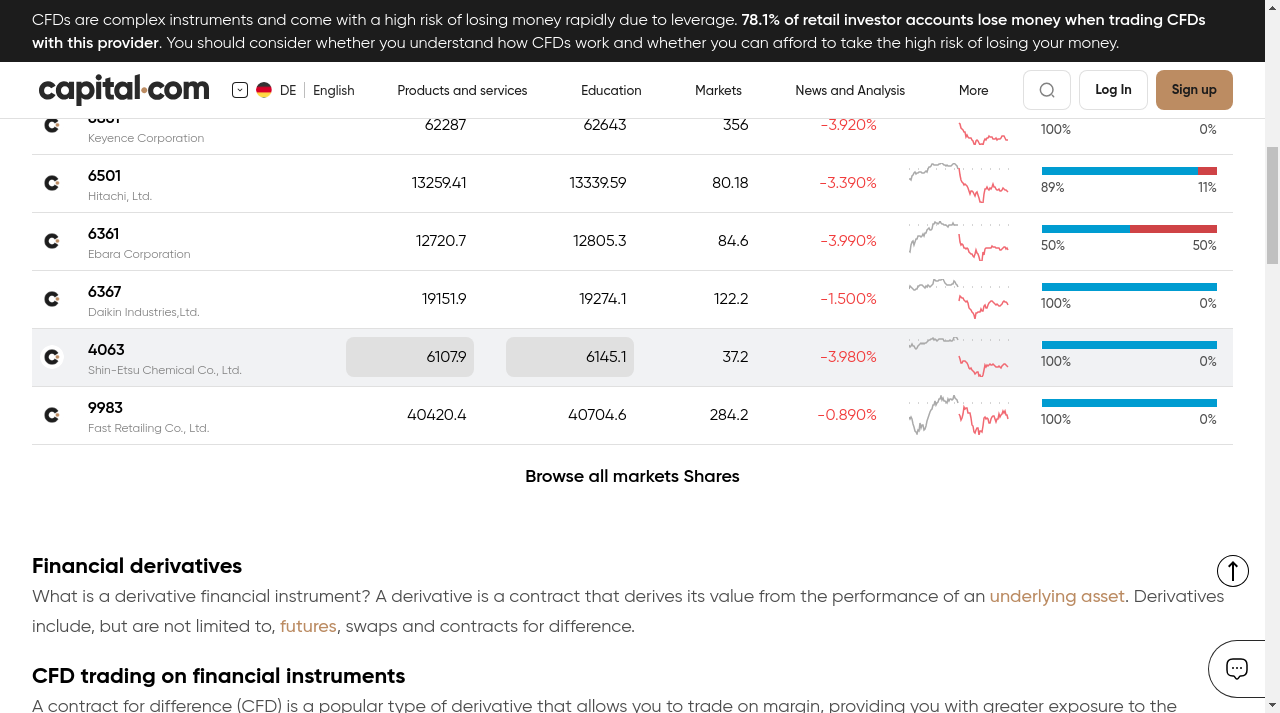 CFDs are complex instruments and come with a high risk of losing money rapidly due to leverage. 78.1% of retail investor accounts lose money when trading CFDs
with this provider. You should consider whether you understand how CFDs work and whether you can afford to take the high risk of losing your money.
capital.com DE English Products and services Education Markets News and Analysis More Log In Sign up
62287 62643 356 -3.920% 100% 0%
Keyence Corporation
6501 13259.41 13339.59 80.18 -3.390% 89% 11%
Hitachi, Ltd.
6361 12720.7 12805.3 84.6 -3.990% 50% 50%
Ebara Corporation
6367 19151.9 19274.1 122.2 -1.500% 100% 0%
Daikin Industries,Ltd.
4063 6107.9 6145.1 37.2 -3.980% 100% 0%
Shin-Etsu Chemical Co., Ltd.
9983 40420.4 40704.6 284.2 -0.890% 100% 0%
Fast Retailing Co., Ltd.
Browse all markets Shares
Financial derivatives
What is a derivative financial instrument? A derivative is a contract that derives its value from the performance of an underlying asset. Derivatives
include, but are not limited to, futures, swaps and contracts for difference.
CFD trading on financial instruments
A contract for difference (CFD) is a popular type of derivative that allows you to trade on margin, providing you with greater exposure to the